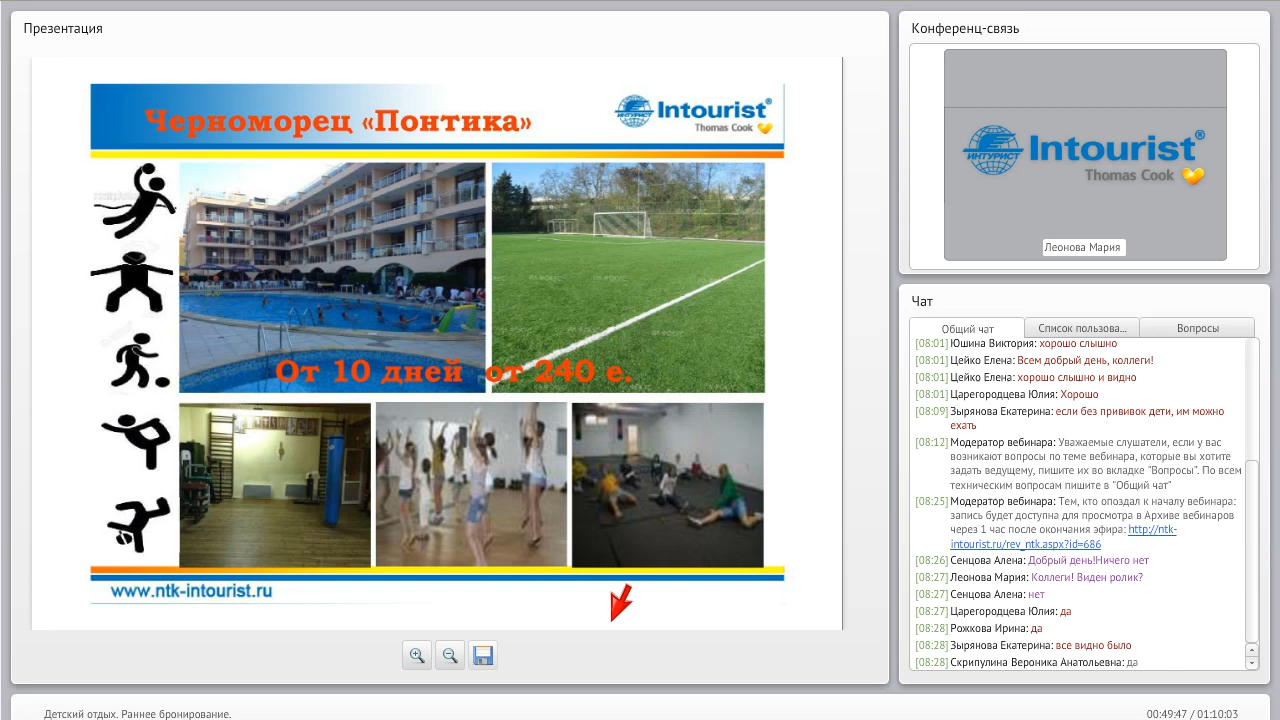 Презентация
Черноморец «Понтика»
Intourist®
Thomas Cook
От 10 дней от 240 е.
www.ntk-intourist.ru
Конференц-связь
ИНТУРИСТ
Intourist®
Thomas Cook
Леонова Мария
Чат
Общий чат
Список пользова...
Вопросы
[08:01] Юшина Виктория: хорошо слышно
[08:01] Цейко Елена: Всем добрый день, коллеги!
[08:01] Цейко Елена: хорошо слышно и видно
[08:01] Царегородцева Юлия: Хорошо
[08:09] Зырянова Екатерина: если без прививок дети, им можно
ехать
[08:12] Модератор вебинара: Уважаемые слушатели, если у вас
возникают вопросы по теме вебинара, которые вы хотите
задать ведущему, пишите их во вкладке "Вопросы". По всем
техническим вопросам пишите в "Общий чат"
[08:25] Модератор вебинара: Тем, кто опоздал к началу вебинара:
запись будет доступна для просмотра в Архиве вебинаров
через 1 час после окончания эфира: http://ntk-
intourist.ru/rev_ntk.aspx?id=686
[08:26] Сенцова Алена: Добрый день!Ничего нет
[08:27] Леонова Мария: Коллеги! Виден ролик?
[08:27] Сенцова Алена: нет
[08:27] Царегородцева Юлия: да
[08:28] Рожкова Ирина: да
[08:28] Зырянова Екатерина: все видно было
[08:28] Скрипулина Вероника Анатольевна: да
Детский отдых. Раннее бронирование.
00:49:47 / 01:10:03